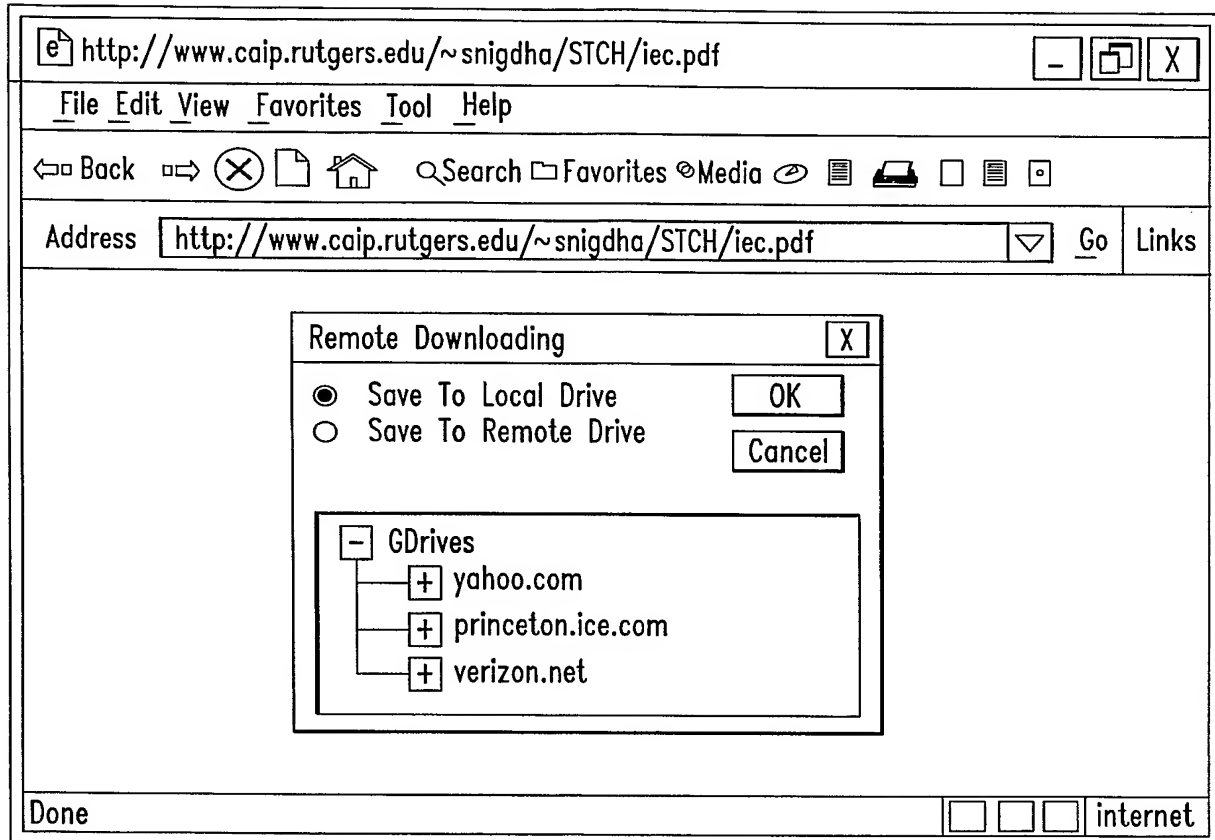 http://www.caip.rutgers.edu/~snigdha/STCH/iec.pdf
X
File Edit View Favorites Tool Help
Back Search Favorites Media
Address http://www.caip.rutgers.edu/~snigdha/STCH/iec.pdf Go Links
Remote Downloading X
Save To Local Drive OK
Save To Remote Drive
Cancel
GDrives
yahoo.com
princeton.ice.com
verizon.net
Done internet